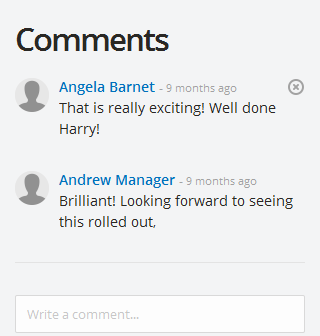 Comments
Angela Barnet - 9 months ago
That is really exciting! Well done
Harry!
Andrew Manager - 9 months ago
Brilliant! Looking forward to seeing
this rolled out,
Write a comment...